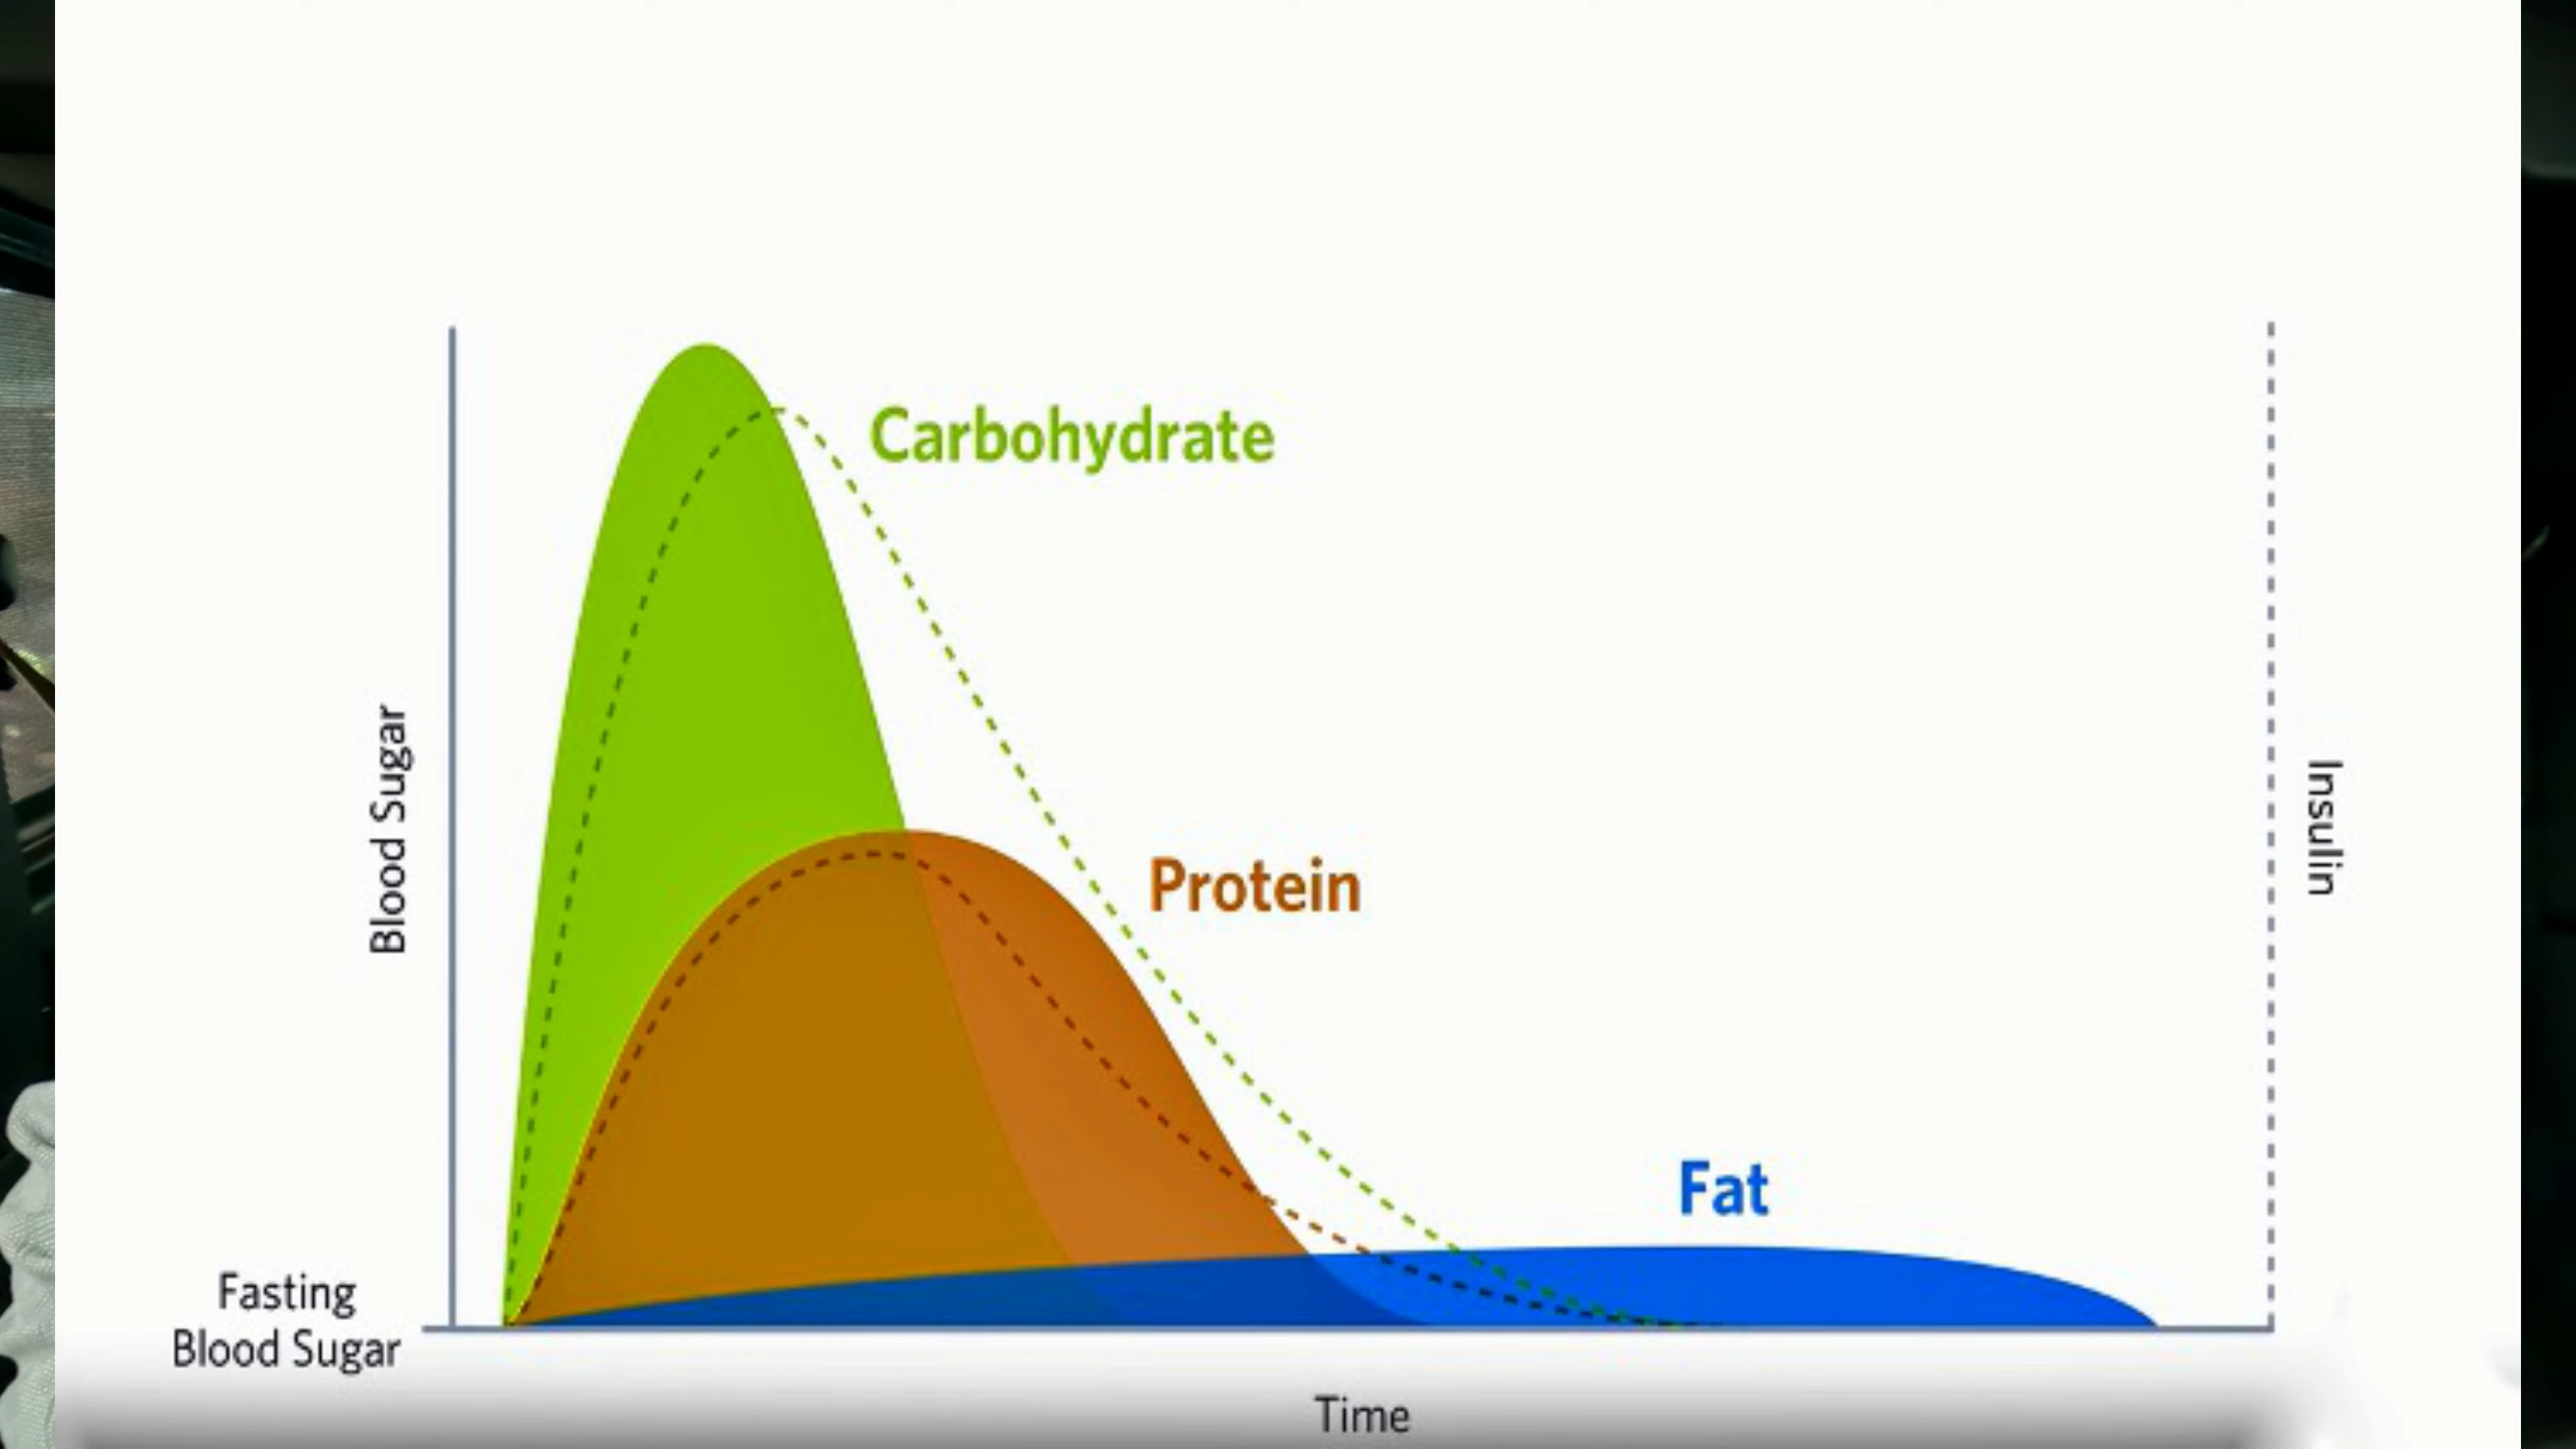 Carbohydrate
Protein
Fat
Blood Sugar
Insulin
Fasting
Blood Sugar
Time